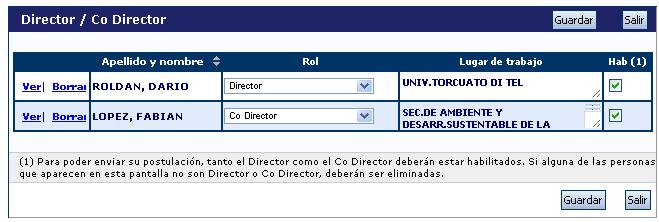 Director / Co Director Guardar Salir
Apellido y nombre Rol Lugar de trabajo Hab (1)
Ver| Borrar ROLDAN, DARIO Director UNIV.TORCUATO DI TEL
Ver| Borrar LOPEZ, FABIAN Co Director SEC.DE AMBIENTE Y
DESARR.SUSTENTABLE DE LA
(1) Para poder enviar su postulación, tanto el Director como el Co Director deberán estar habilitados. Si alguna de las personas
que aparecen en esta pantalla no son Director o Co Director, deberán ser eliminadas.
Guardar Salir